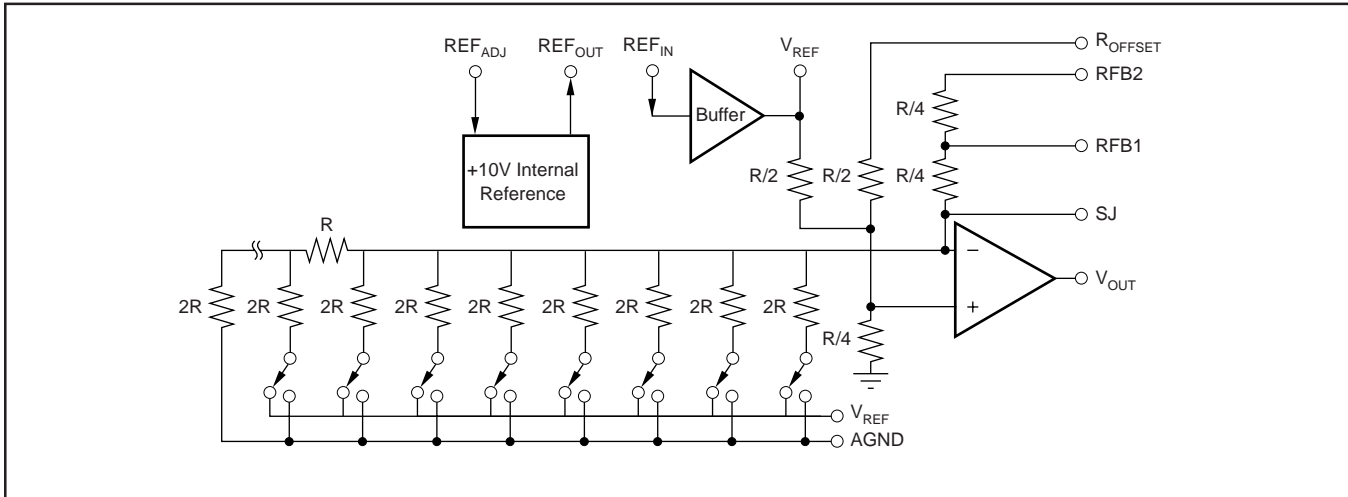 REF_ADJ REF_OUT REF_IN V_REF
R_OFFSET
RFB2
R/4
Buffer
RFB1
+10V Internal
Reference
R/2 R/2 R/4
SJ
R
−
V_OUT
2R 2R 2R 2R 2R 2R 2R 2R 2R
+
R/4
V_REF
AGND